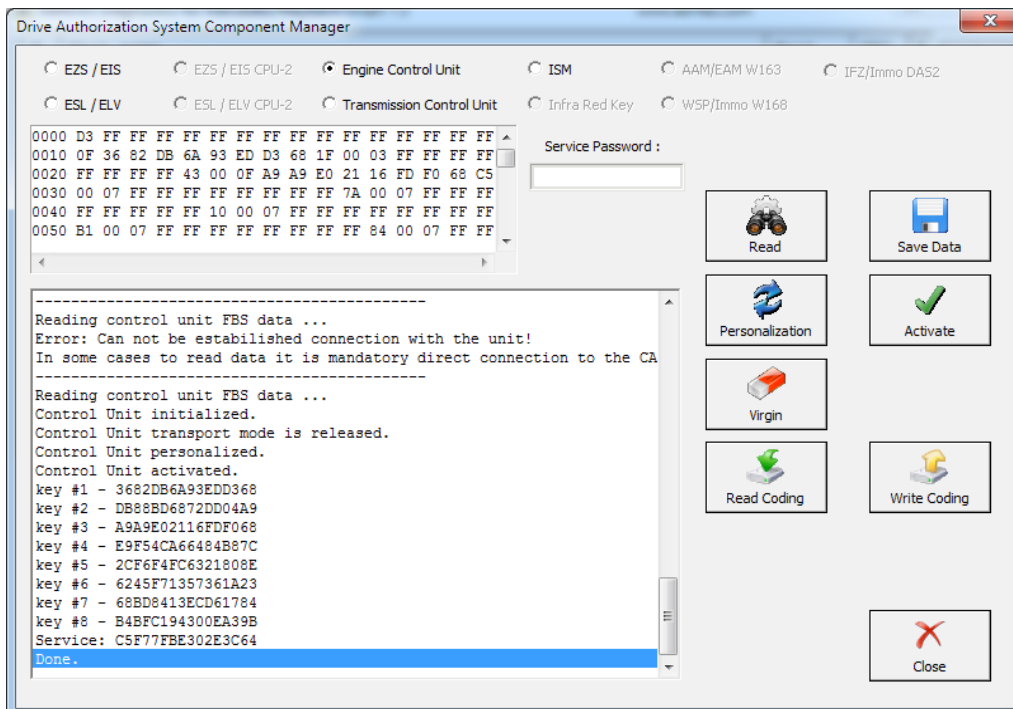 Drive Authorization System Component Manager
EZS / EIS
EZS / EIS CPU-2
Engine Control Unit
ISM
AAM/EAM W163
IFZ/Immo DAS2
ESL / ELV
ESL / ELV CPU-2
Transmission Control Unit
Infra Red Key
WSP/Immo W168
0000 D3 FF FF FF FF FF FF FF FF FF FF FF FF FF FF FF
0010 0F 36 82 DB 6A 93 ED D3 68 1F 00 03 FF FF FF FF
0020 FF FF FF FF 43 00 0F A9 A9 E0 21 16 FD F0 68 C5
0030 00 07 FF FF FF FF FF FF FF FF 7A 00 07 FF FF FF
0040 FF FF FF FF FF 10 00 07 FF FF FF FF FF FF FF FF
0050 B1 00 07 FF FF FF FF FF FF FF FF 84 00 07 FF FF
Service Password :
Read
Save Data
Personalization
Activate
Virgin
Read Coding
Write Coding
Close
-------------------------------------------
Reading control unit FBS data ...
Error: Can not be estabilished connection with the unit!
In some cases to read data it is mandatory direct connection to the CA
-------------------------------------------
Reading control unit FBS data ...
Control Unit initialized.
Control Unit transport mode is released.
Control Unit personalized.
Control Unit activated.
key #1 - 3682DB6A93EDD368
key #2 - DB88BD6872DD04A9
key #3 - A9A9E02116FDF068
key #4 - E9F54CA66484B87C
key #5 - 2CF6F4FC6321808E
key #6 - 6245F71357361A23
key #7 - 68BD8413ECD61784
key #8 - B4BFC194300EA39B
Service: C5F77FBE302E3C64
Done.